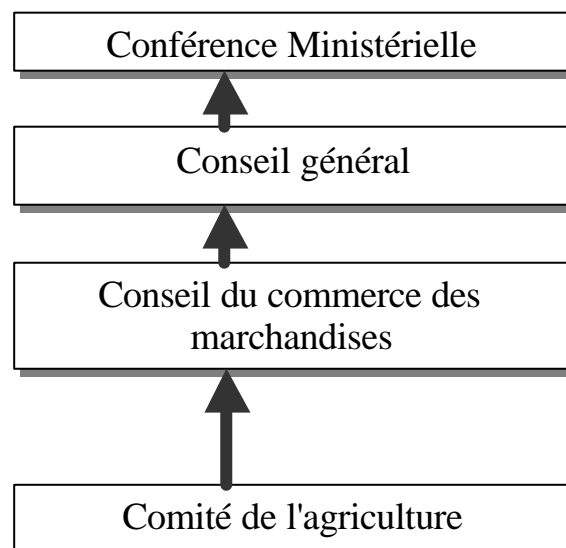 Conférence Ministérielle
Conseil général
Conseil du commerce des
marchandises
Comité de l'agriculture